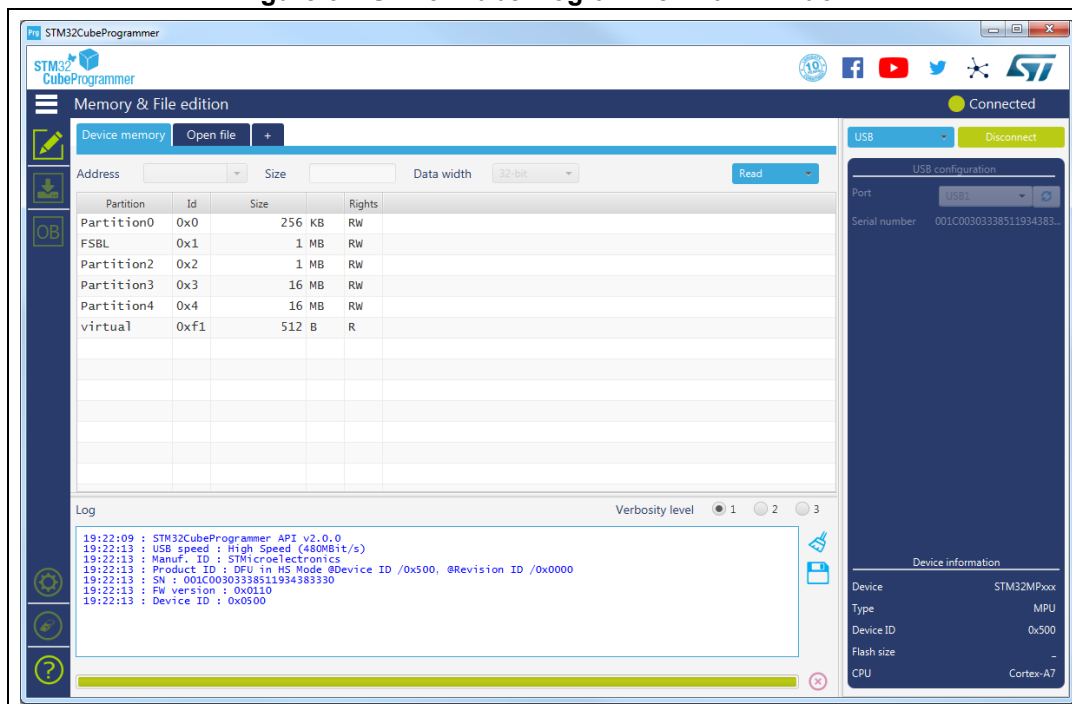 STM32CubeProgrammer
STM32
CubeProgrammer
Memory & File edition
Connected
Device memory Open file +
USB Disconnect
Address Size Data width 32-bit Read
USB configuration
Port USB1
Serial number 001C00303338511934383...
Partition Id Size Rights
Partition0 0x0 256 KB RW
FSBL 0x1 1 MB RW
Partition2 0x2 1 MB RW
Partition3 0x3 16 MB RW
Partition4 0x4 16 MB RW
virtual 0xf1 512 B R
OB
Log Verbosity level 1 2 3
19:22:09 : STM32CubeProgrammer API v2.0.0
19:22:13 : USB speed : High Speed (480MBit/s)
19:22:13 : Manuf. ID : STMicroelectronics
19:22:13 : Product ID : DFU in HS Mode @Device ID /0x500, @Revision ID /0x0000
19:22:13 : SN : 001C00303338511934383330
19:22:13 : FW version : 0x0110
19:22:13 : Device ID : 0x0500
Device information
Device STM32MPxxx
Type MPU
Device ID 0x500
Flash size _
CPU Cortex-A7